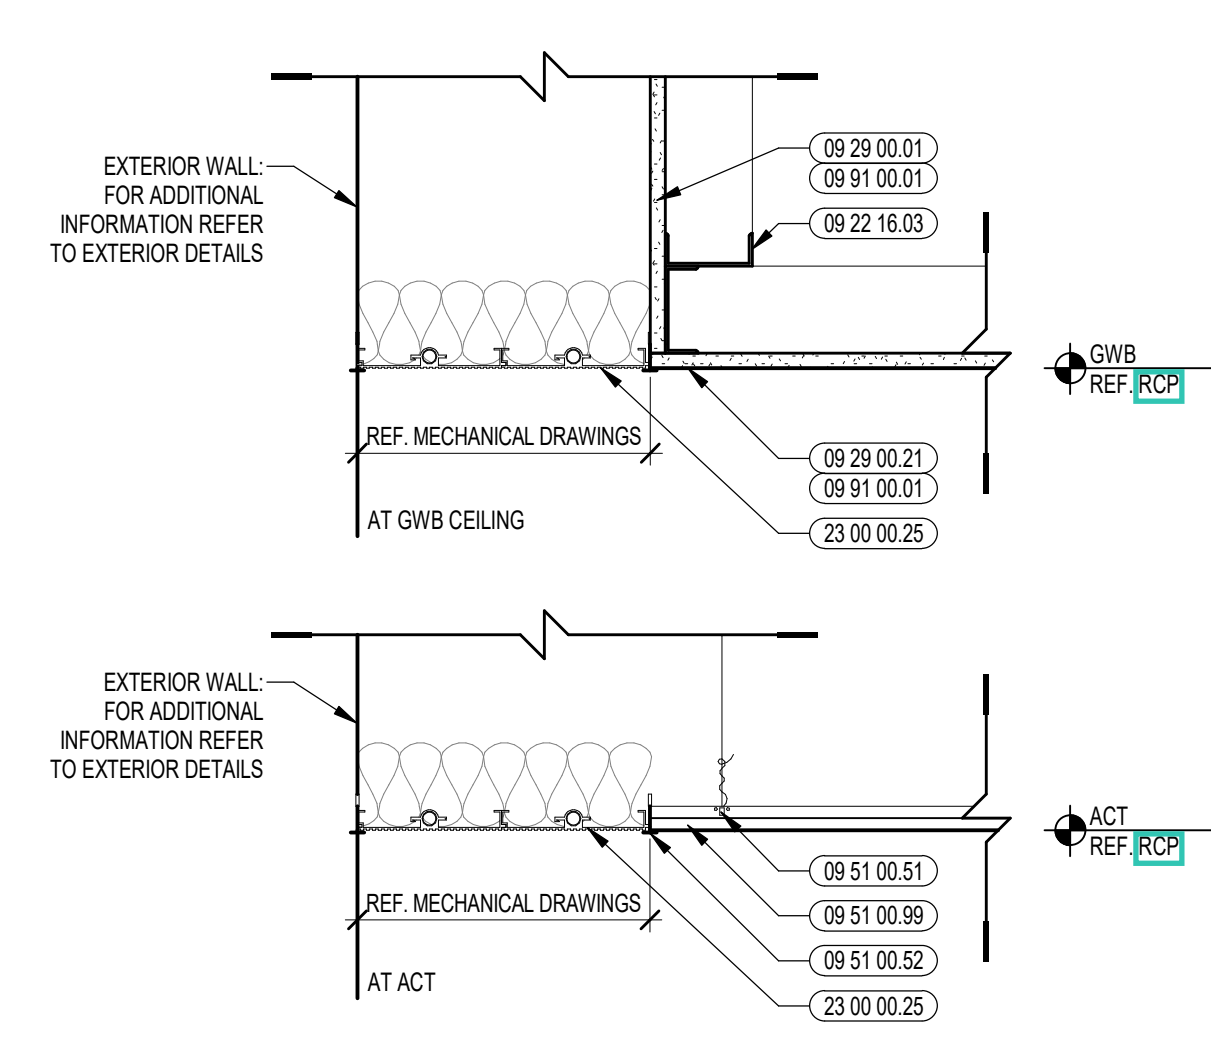 EXTERIOR WALL:
FOR ADDITIONAL
INFORMATION REFER
TO EXTERIOR DETAILS
09 29 00.01
09 91 00.01
09 22 16.03
GWB
REF. RCP
REF. MECHANICAL DRAWINGS
09 29 00.21
09 91 00.01
23 00 00.25
AT GWB CEILING
EXTERIOR WALL:
FOR ADDITIONAL
INFORMATION REFER
TO EXTERIOR DETAILS
ACT
REF. RCP
09 51 00.51
REF. MECHANICAL DRAWINGS
09 51 00.99
09 51 00.52
AT ACT
23 00 00.25